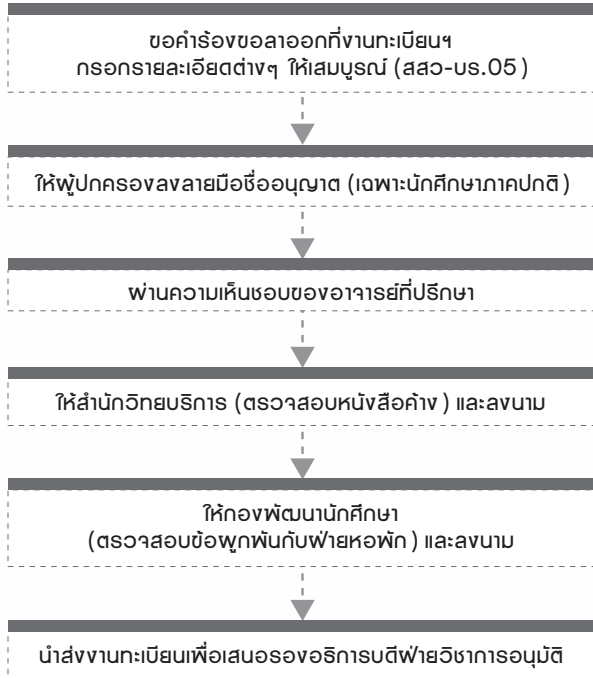 ขอคำร้องขอลาออกที่งานทะเบียนฯ
กรอกรายละเอียดต่างๆ ให้สมบูรณ์ (สสว-บร.05)
ให้ผู้ปกครองลงลายมือชื่ออนุญาต (เฉพาะนักศึกษาภาคปกติ)
ผ่านความเห็นชอบของอาจารย์ที่ปรึกษา
ให้สำนักวิทยบริการ (ตรวจสอบหนังสือค้าง) และลงนาม
ให้กองพัฒนานักศึกษา
(ตรวจสอบข้อผูกพันกับฝ่ายหอพัก) และลงนาม
นำส่งงานทะเบียนเพื่อเสนอรองอธิการบดีฝ่ายวิชาการอนุมัติ